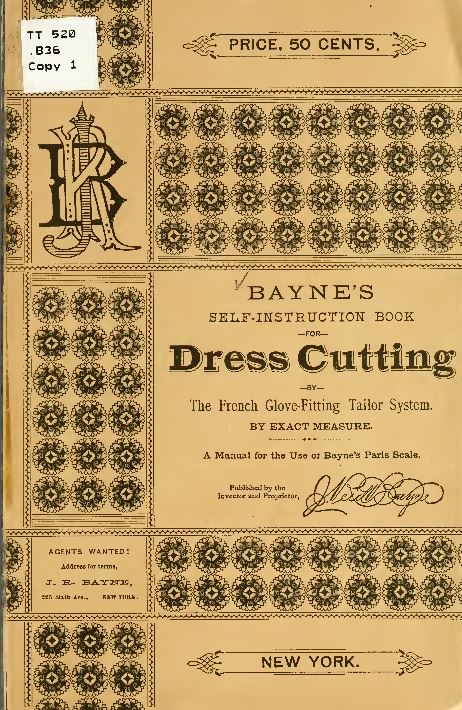 TT 520
.B36
Copy 1
PRICE, 50 CENTS.
BAYNE'S
SELF-INSTRUCTION BOOK
—FOR—
Dress Cutting
—BY—
The French Glove-Fitting Tailor System.
BY EXACT MEASURE.
A Manual for the Use of Bayne's Paris Scale.
Published by the
Inventor and Proprietor,
AGENTS WANTED!
Address for terms,
J. R. BAYNE,
Sixth Ave., NEW YORK.
NEW YORK.